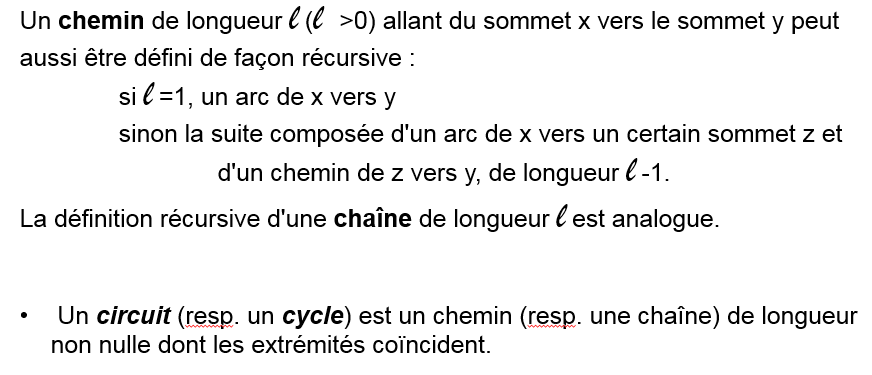 Un chemin de longueur ℓ (ℓ >0) allant du sommet x vers le sommet y peut
aussi être défini de façon récursive :
si ℓ =1, un arc de x vers y
sinon la suite composée d'un arc de x vers un certain sommet z et
d'un chemin de z vers y, de longueur ℓ -1.
La définition récursive d'une chaîne de longueur ℓ est analogue.
• Un circuit (resp. un cycle) est un chemin (resp. une chaîne) de longueur
non nulle dont les extrémités coïncident.